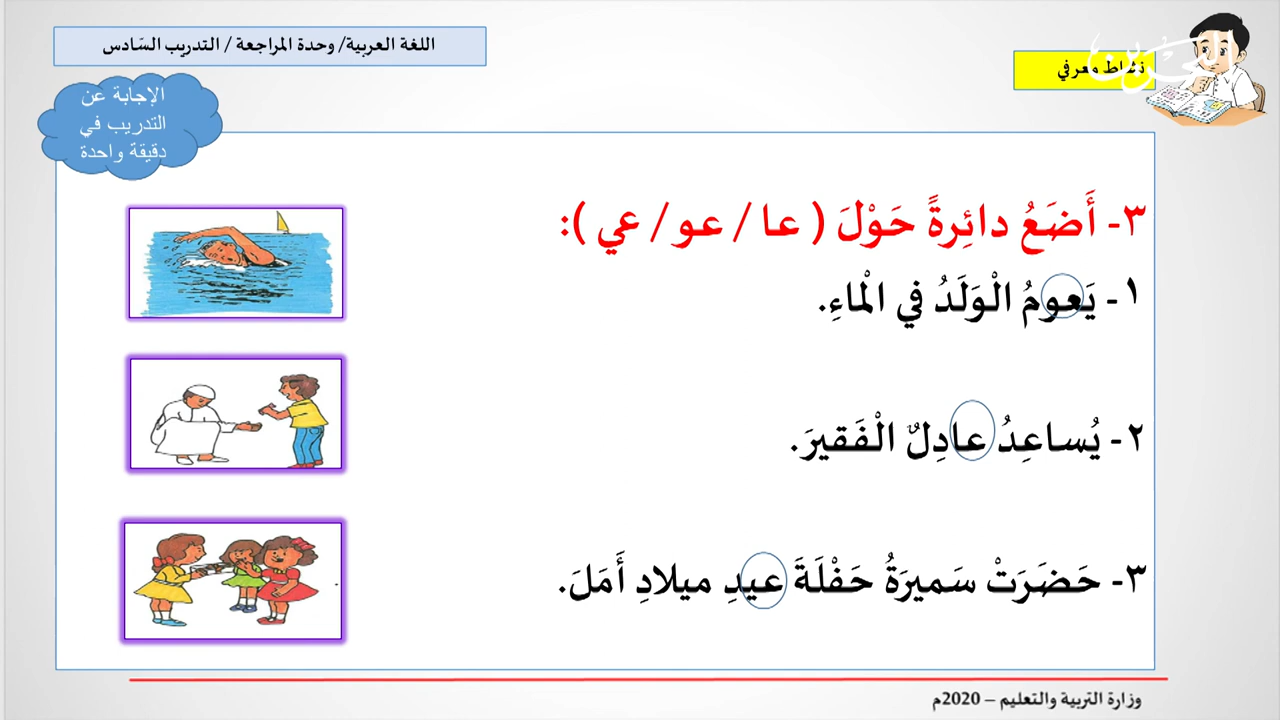 اللغة العربية/ وحدة المراجعة / التدريب السّادس
البحرين
نشاط معرفي
الإجابة عن
التدريب في
دقيقة واحدة
٣- أَضَعُ دائِرةً حَوْلَ ( عا / عو / عي ):
١- يَعومُ الْوَلَدُ في الْماءِ.
٢- يُساعِدُ عادِلٌ الْفَقيرَ.
٣- حَضَرَتْ سَميرَةُ حَفْلَةَ عيدِ ميلادِ أَمَلَ.
وزارة التربية والتعليم – 2020م